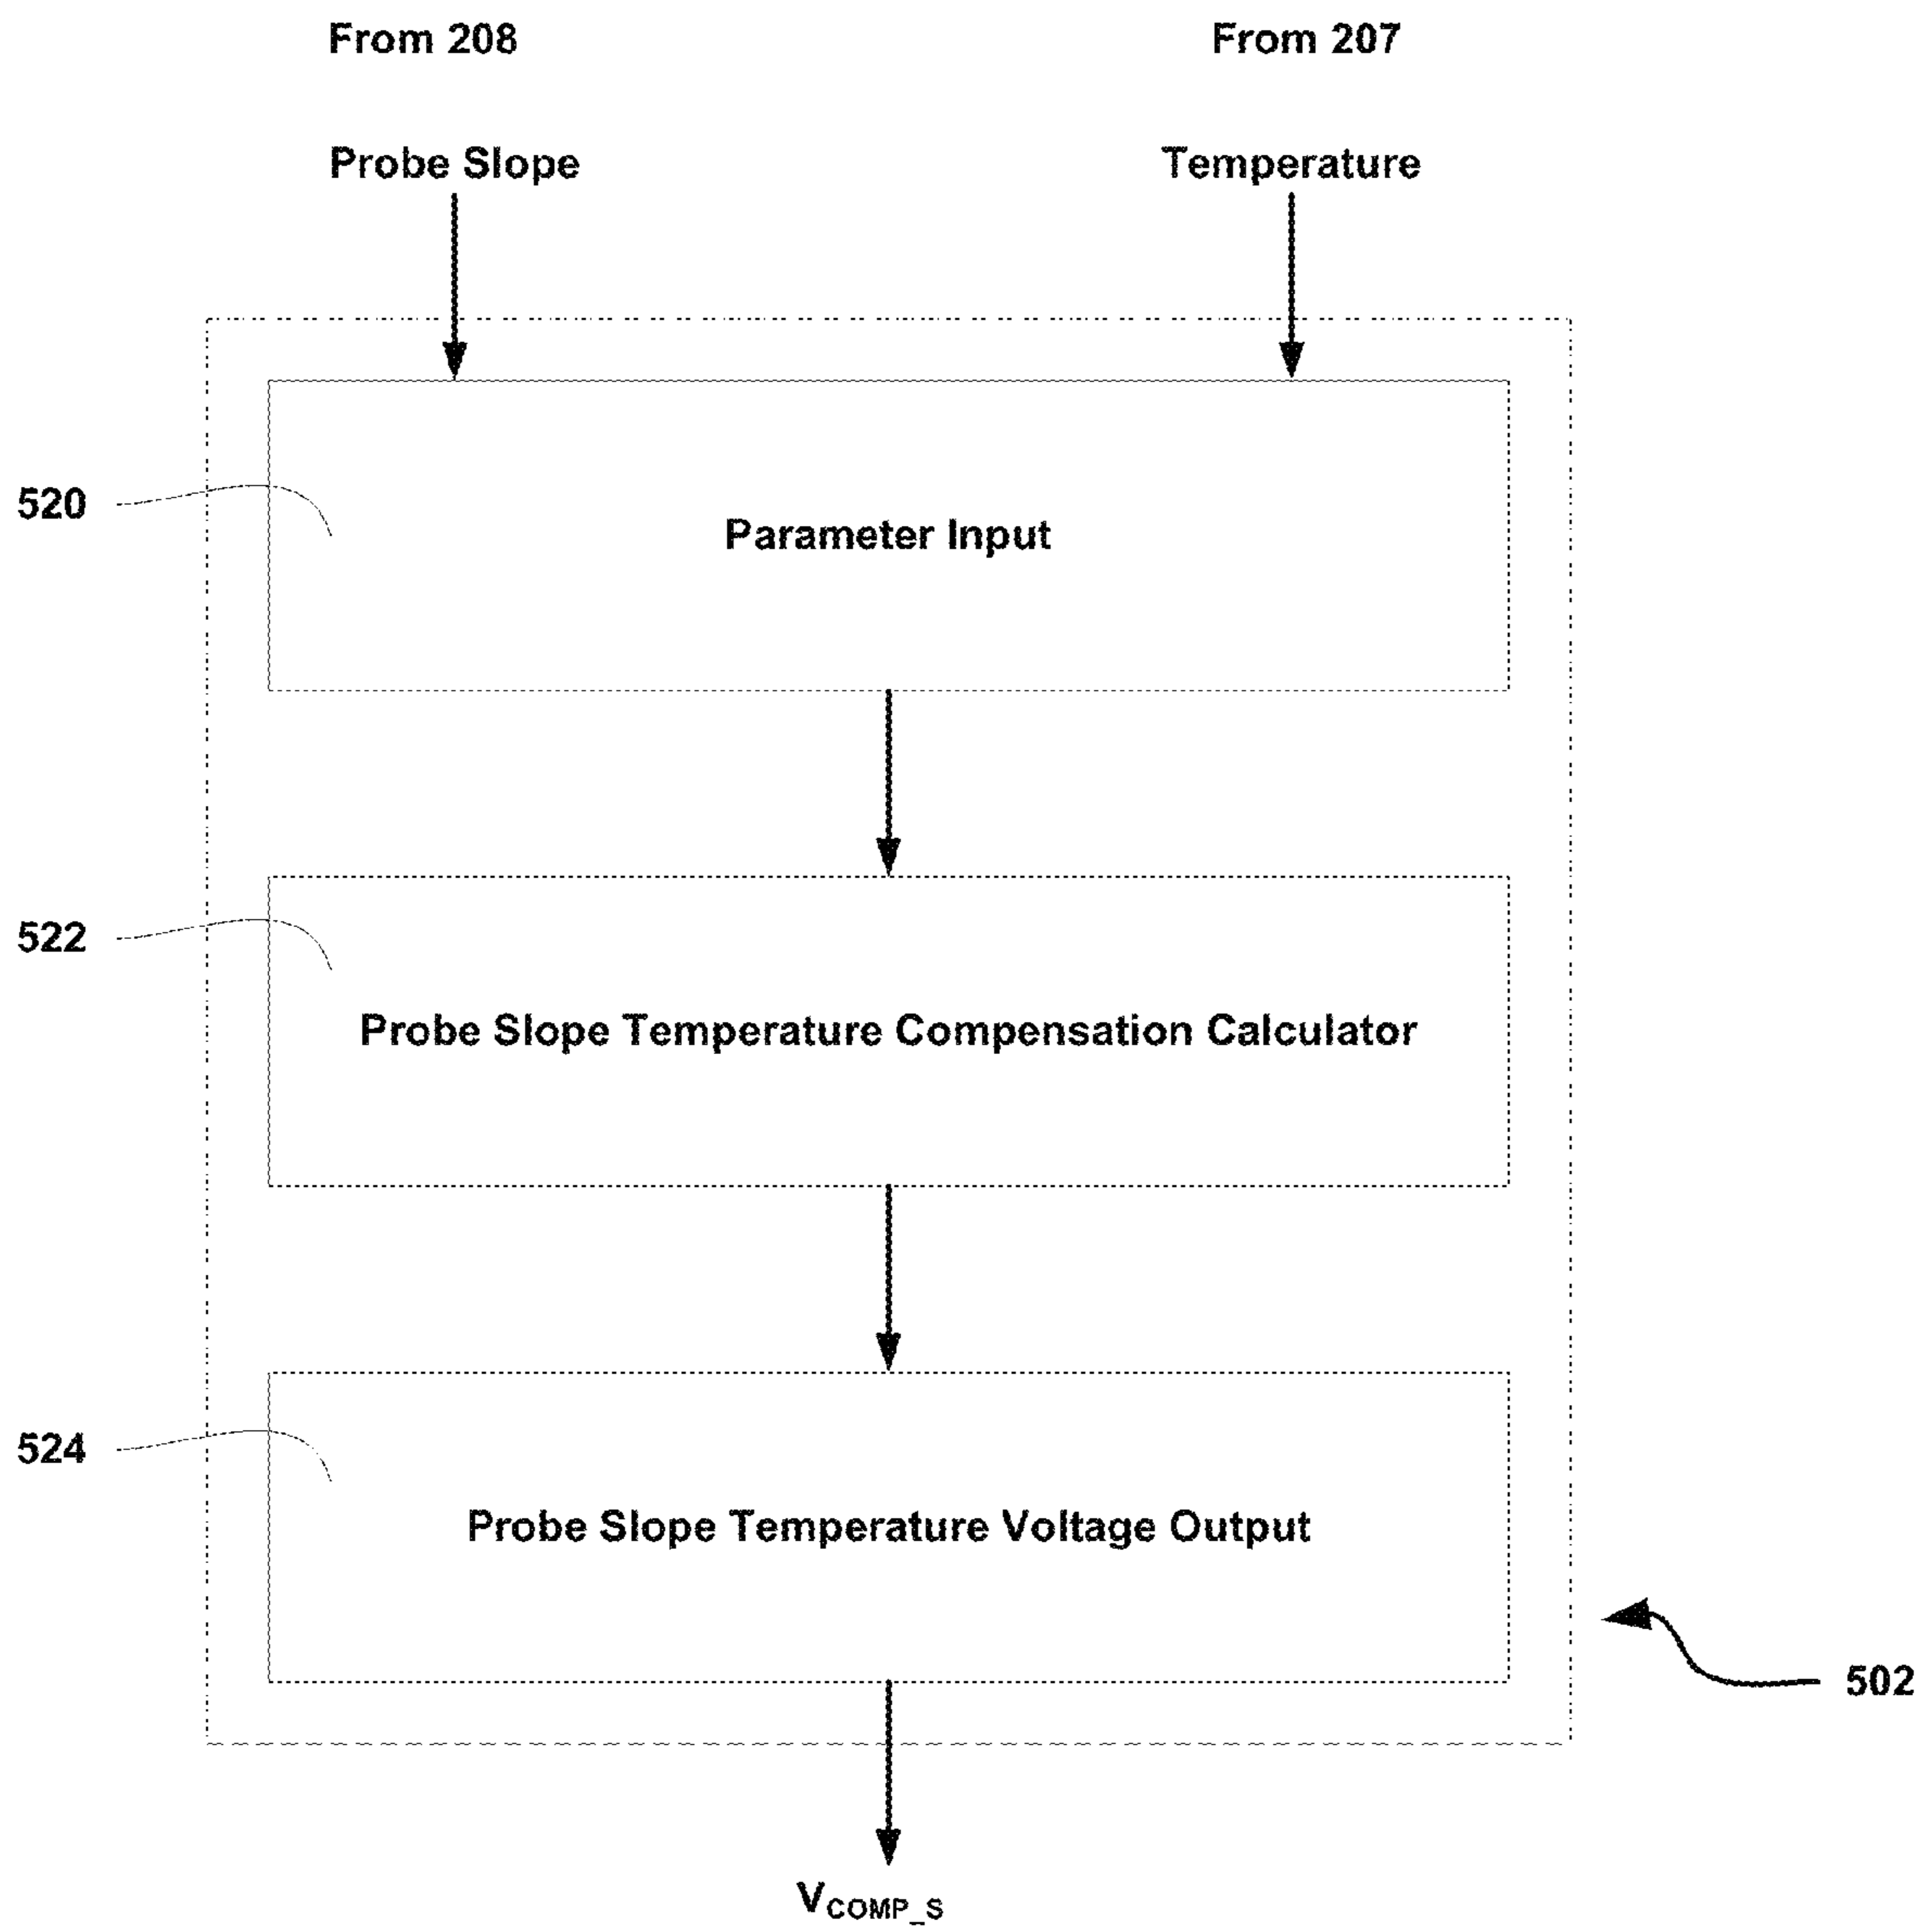 From 208
From 207
Probe Slope
Temperature
520
Parameter Input
522
Probe Slope Temperature Compensation Calculator
524
Probe Slope Temperature Voltage Output
502
VCOMP_S